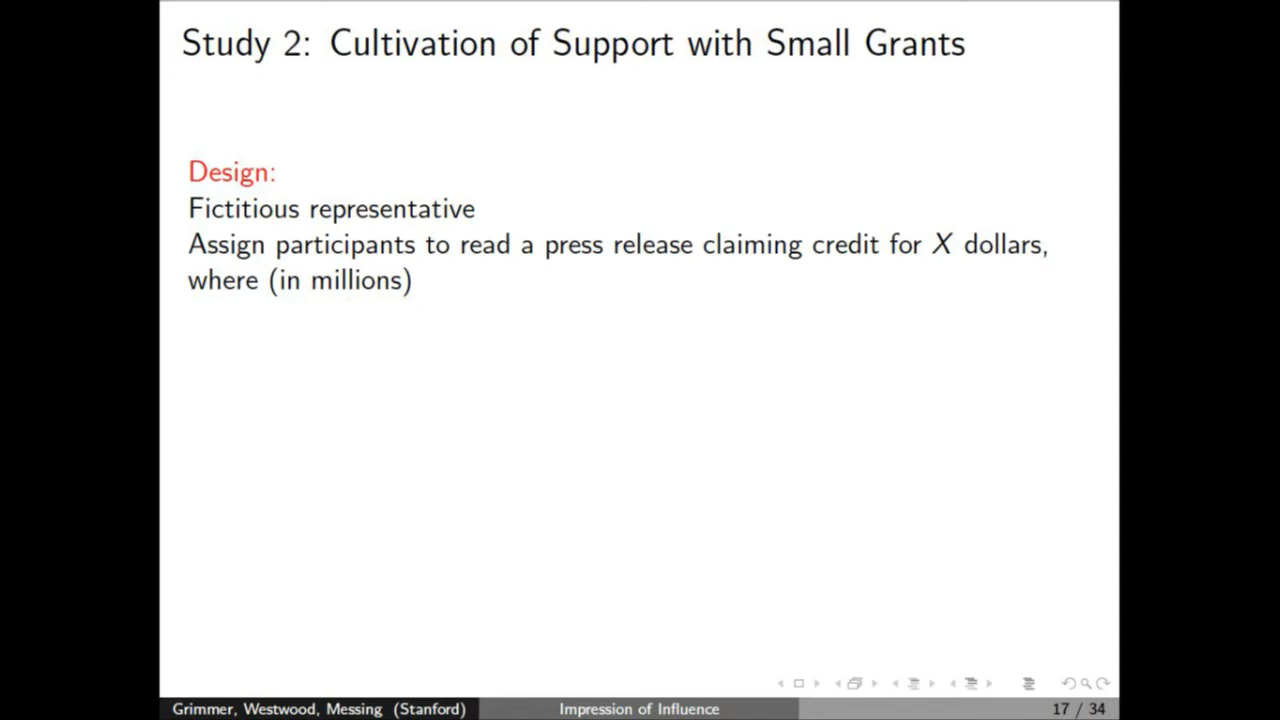 Study 2: Cultivation of Support with Small Grants
Design:
Fictitious representative
Assign participants to read a press release claiming credit for X dollars,
where (in millions)
Grimmer, Westwood, Messing (Stanford)
Impression of Influence
17 / 34